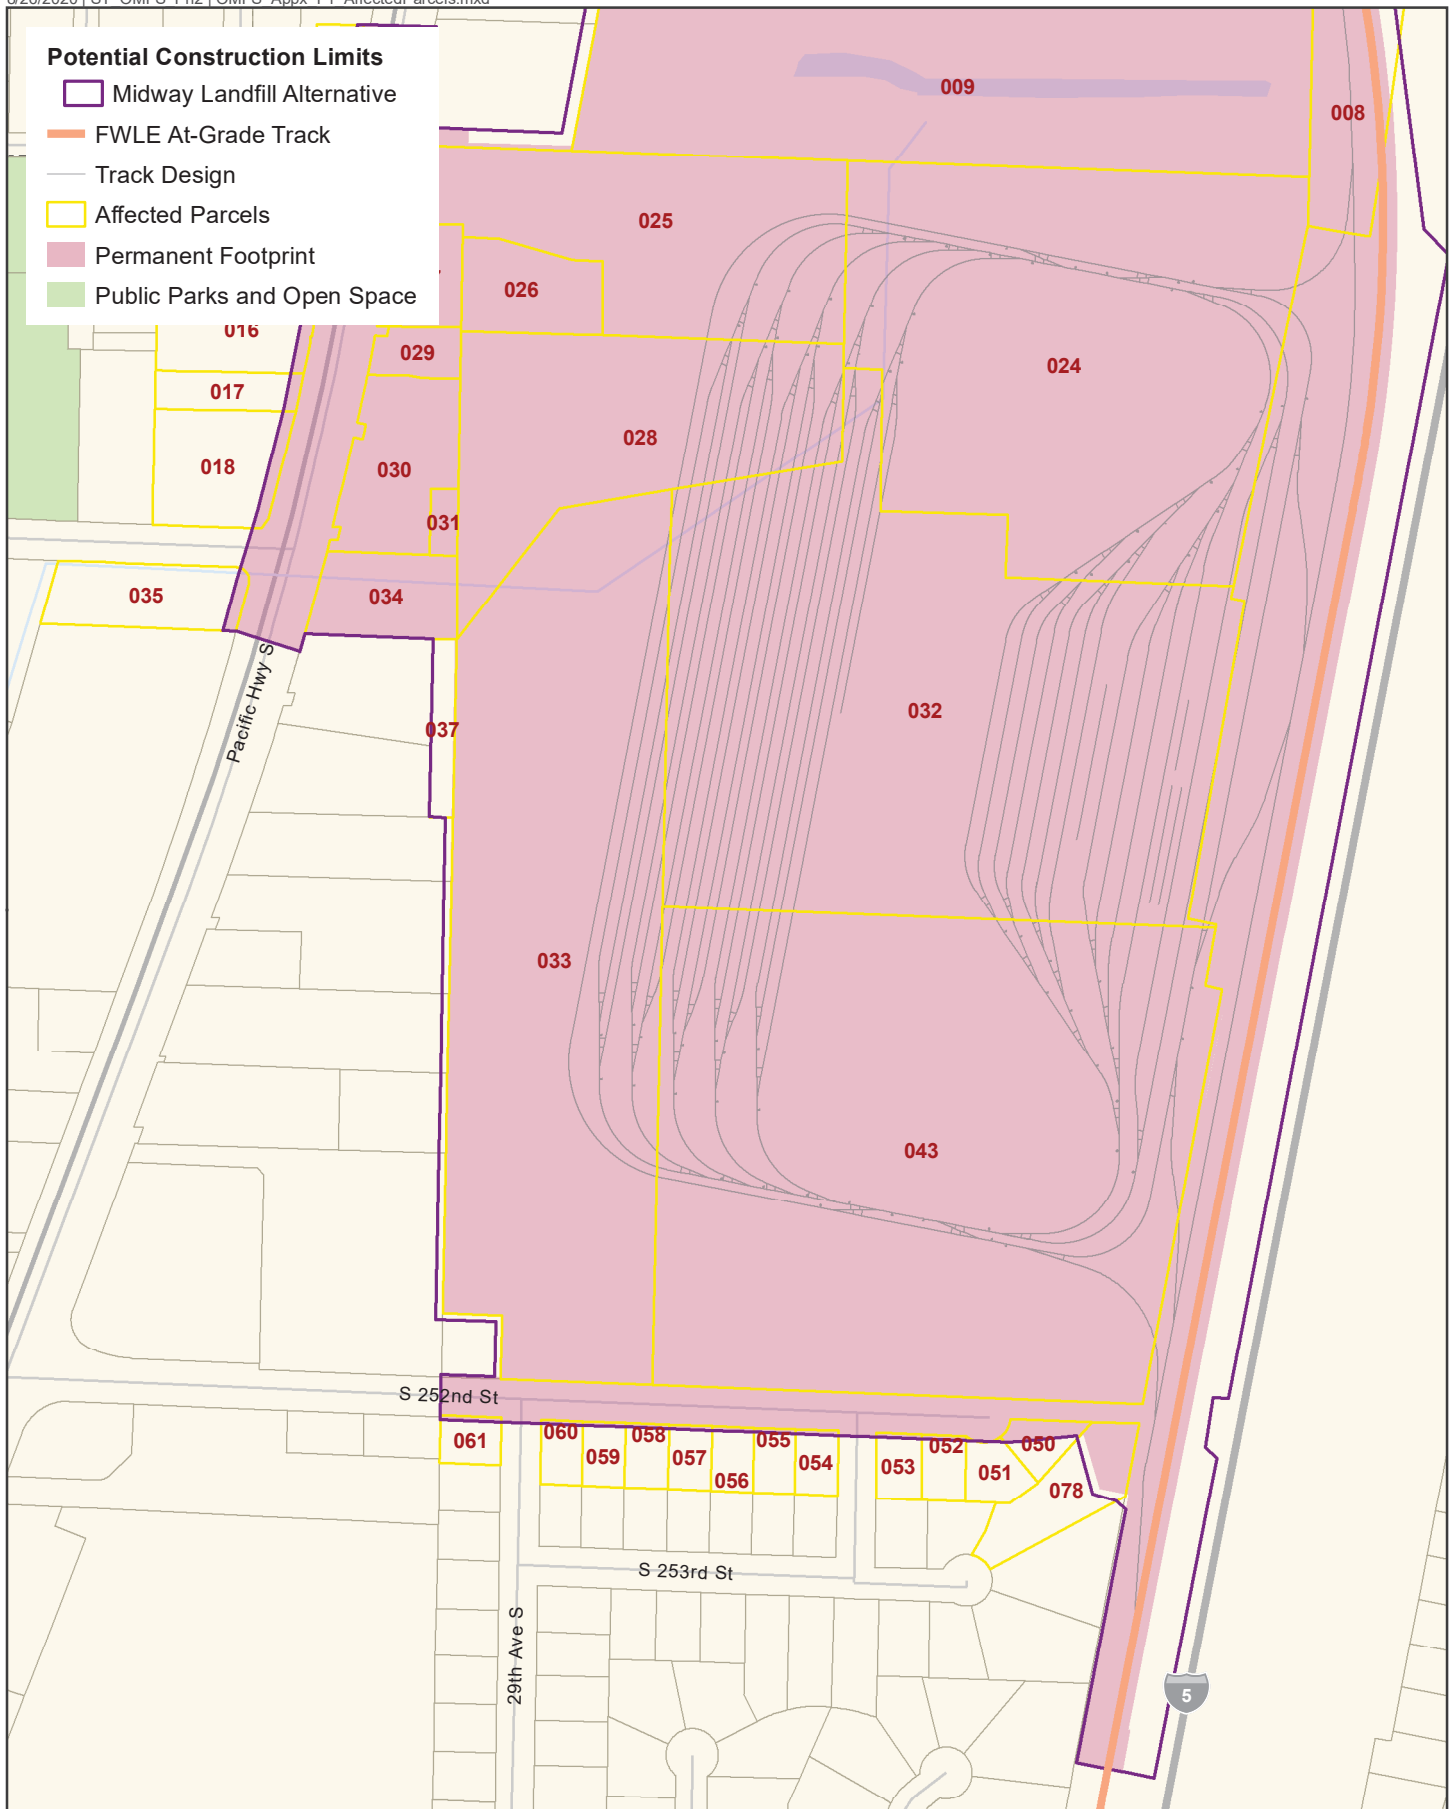 Potential Construction Limits
Midway Landfill Alternative
FWLE At-Grade Track
Track Design
Affected Parcels
Permanent Footprint
Public Parks and Open Space
009
008
025
026
016
029
024
017
028
018
030
031
035
034
Pacific Hwy S
037
032
033
043
S 252nd St
061
060
059
058
057
056
055
054
053
052
051
050
078
S 253rd St
29th Ave S
5